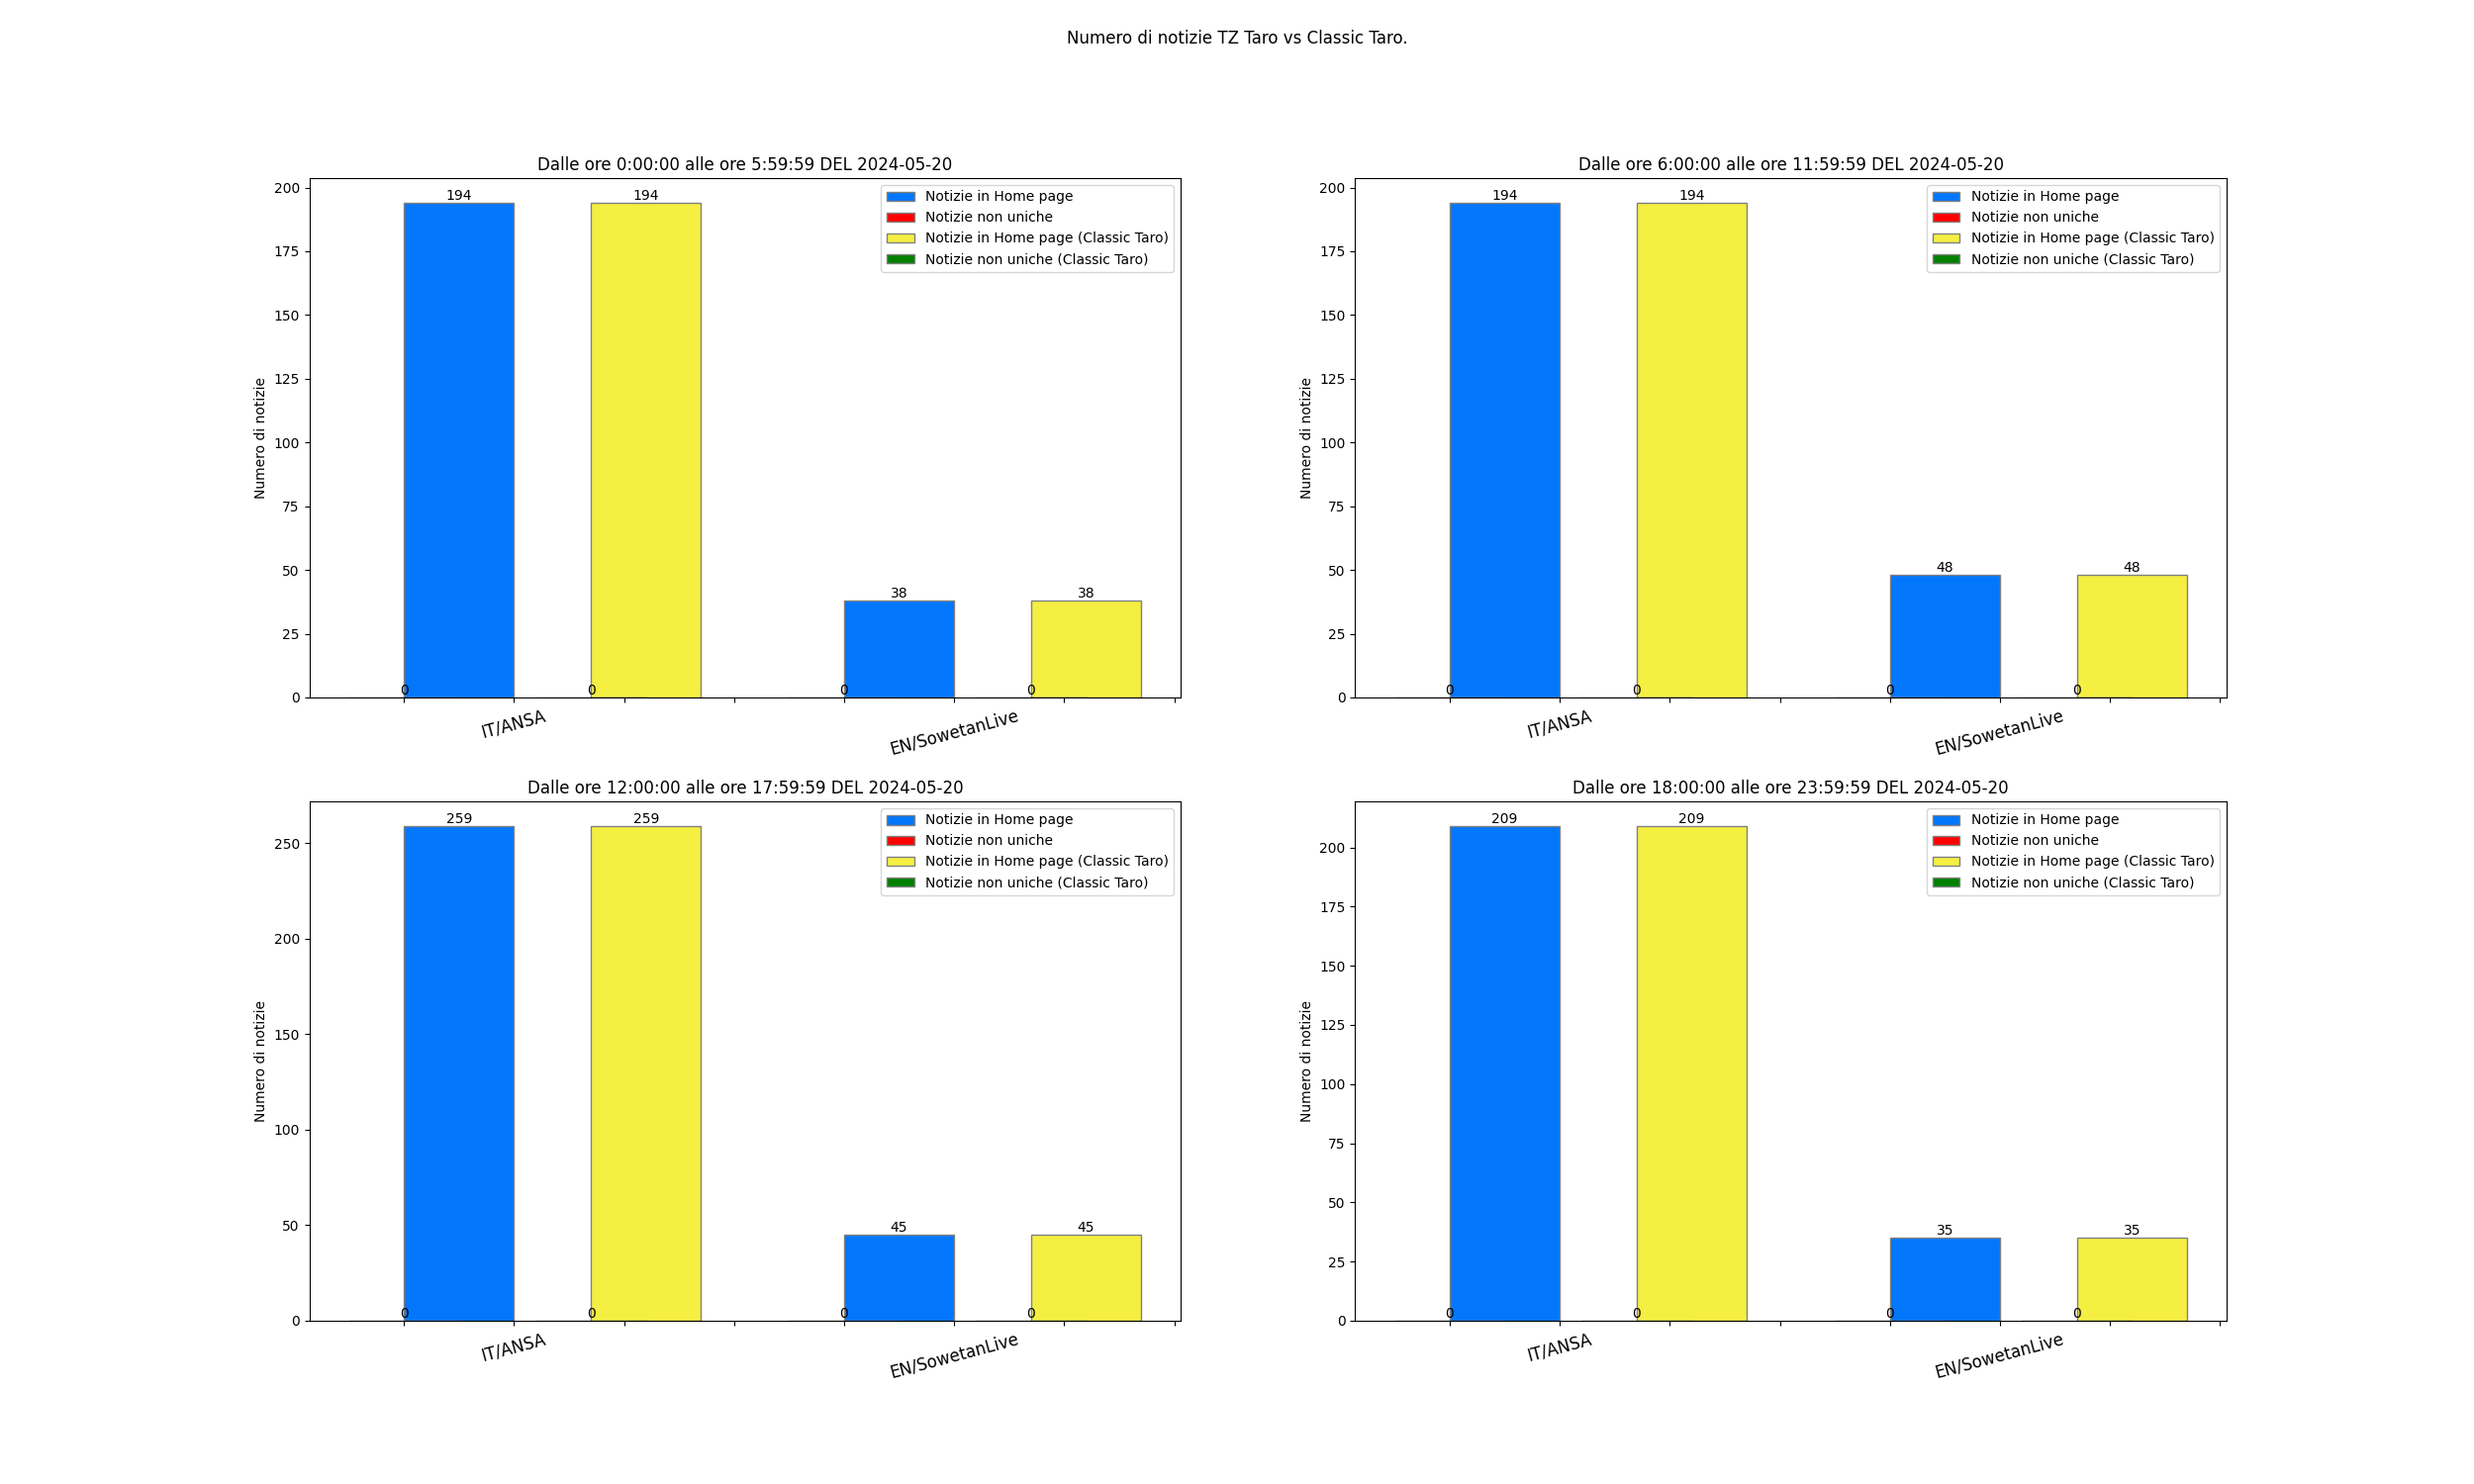 Numero di notizie TZ Taro vs Classic Taro.
Dalle ore 0:00:00 alle ore 5:59:59 DEL 2024-05-20
Numero di notizie
200
175
150
125
100
75
50
25
0
194
194
38
38
0
0
0
0
Notizie in Home page
Notizie non uniche
Notizie in Home page (Classic Taro)
Notizie non uniche (Classic Taro)
IT/ANSA
EN/SowetanLive
Dalle ore 6:00:00 alle ore 11:59:59 DEL 2024-05-20
Numero di notizie
200
175
150
125
100
75
50
25
0
194
194
48
48
0
0
0
0
Notizie in Home page
Notizie non uniche
Notizie in Home page (Classic Taro)
Notizie non uniche (Classic Taro)
IT/ANSA
EN/SowetanLive
Dalle ore 12:00:00 alle ore 17:59:59 DEL 2024-05-20
Numero di notizie
250
200
150
100
50
0
259
259
45
45
0
0
0
0
Notizie in Home page
Notizie non uniche
Notizie in Home page (Classic Taro)
Notizie non uniche (Classic Taro)
IT/ANSA
EN/SowetanLive
Dalle ore 18:00:00 alle ore 23:59:59 DEL 2024-05-20
Numero di notizie
200
175
150
125
100
75
50
25
0
209
209
35
35
0
0
0
0
Notizie in Home page
Notizie non uniche
Notizie in Home page (Classic Taro)
Notizie non uniche (Classic Taro)
IT/ANSA
EN/SowetanLive